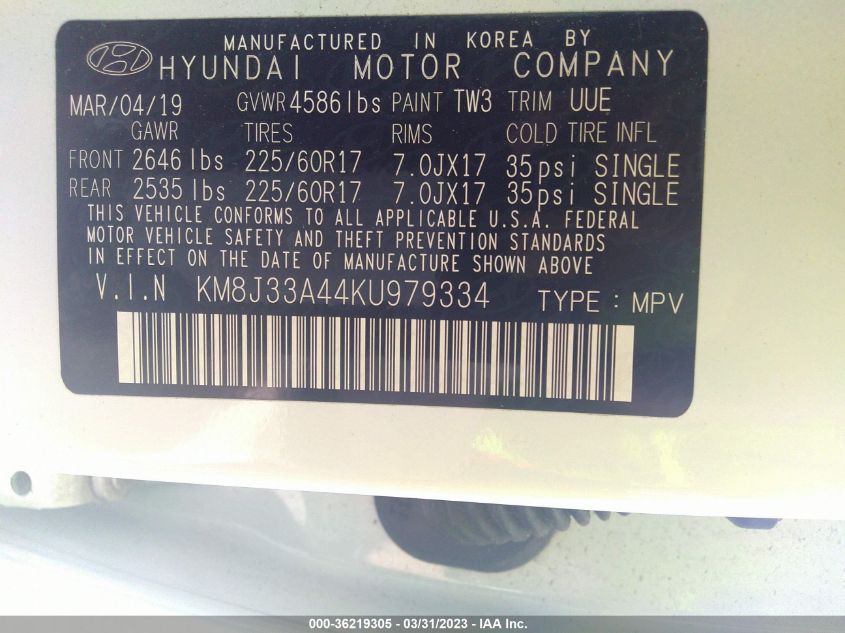 MANUFACTURED IN KOREA BY
HYUNDAI MOTOR COMPANY
MAR/04/19 GVWR 4586lbs PAINT TW3 TRIM UUE
GAWR TIRES RIMS COLD TIRE INFL
FRONT 2646 lbs 225/60R17 7.0JX17 35psi SINGLE
REAR 2535 lbs 225/60R17 7.0JX17 35psi SINGLE
THIS VEHICLE CONFORMS TO ALL APPLICABLE U.S.A. FEDERAL
MOTOR VEHICLE SAFETY AND THEFT PREVENTION STANDARDS
IN EFFECT ON THE DATE OF MANUFACTURE SHOWN ABOVE
V.I.N KM8J33A44KU979334 TYPE : MPV
000-36219305 - 03/31/2023 - IAA Inc.